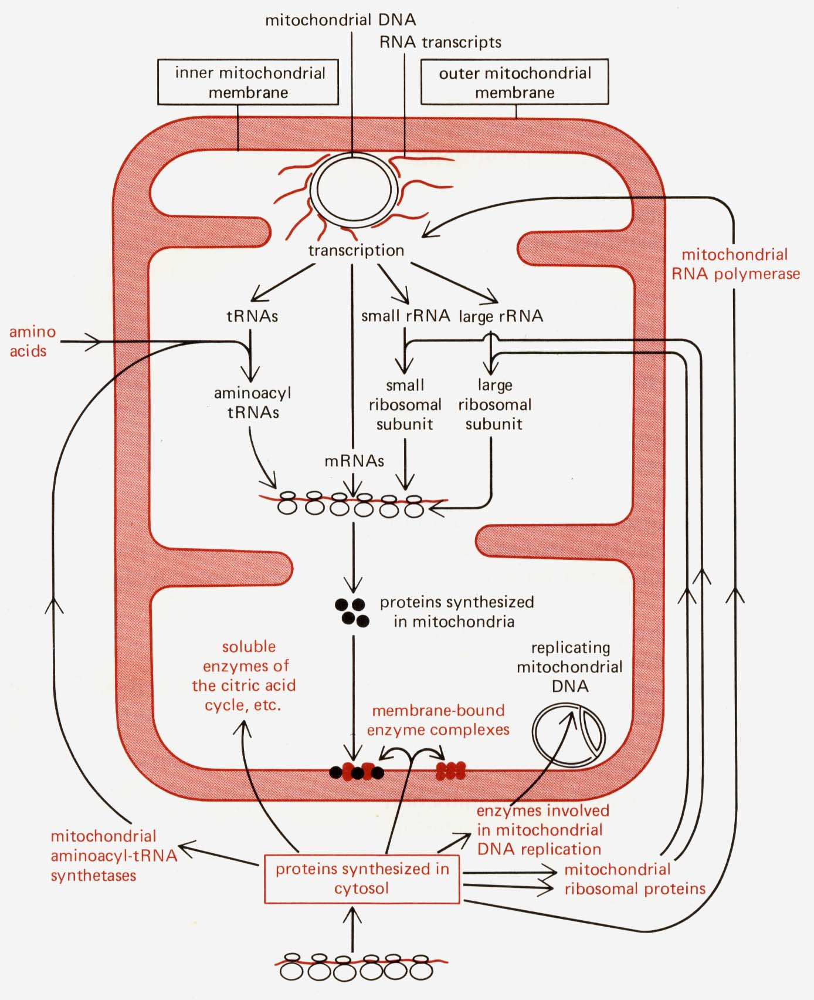 mitochondrial DNA
RNA transcripts
inner mitochondrial
membrane
outer mitochondrial
membrane
transcription
mitochondrial
RNA polymerase
tRNAs
small rRNA
large rRNA
amino
acids
aminoacyl
tRNAs
small
ribosomal
subunit
large
ribosomal
subunit
mRNAs
proteins synthesized
in mitochondria
soluble
enzymes of
the citric acid
cycle, etc.
replicating
mitochondrial
DNA
membrane-bound
enzyme complexes
enzymes involved
in mitochondrial
DNA replication
mitochondrial
aminoacyl-tRNA
synthetases
proteins synthesized in
cytosol
mitochondrial
ribosomal proteins